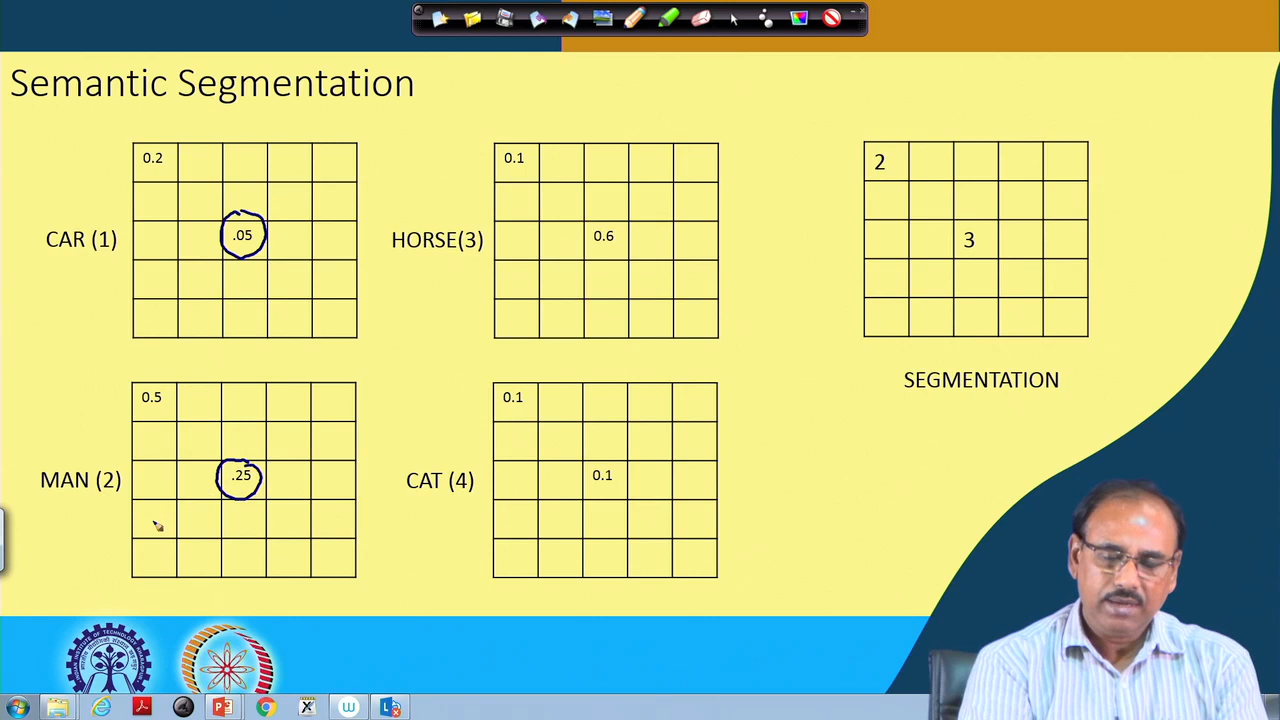 Semantic Segmentation
0.2
.05
CAR (1)
0.1
0.6
HORSE(3)
2
3
SEGMENTATION
0.5
.25
MAN (2)
0.1
0.1
CAT (4)